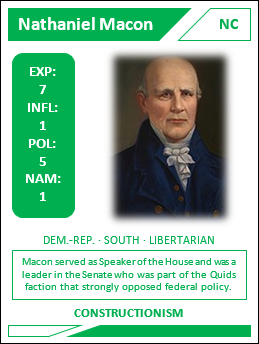 Nathaniel Macon
NC
EXP:
7
INFL:
1
POL:
5
NAM:
1
DEM.-REP. · SOUTH · LIBERTARIAN
Macon served as Speaker of the House and was a
leader in the Senate who was part of the Quids
faction that strongly opposed federal policy.
CONSTRUCTIONISM